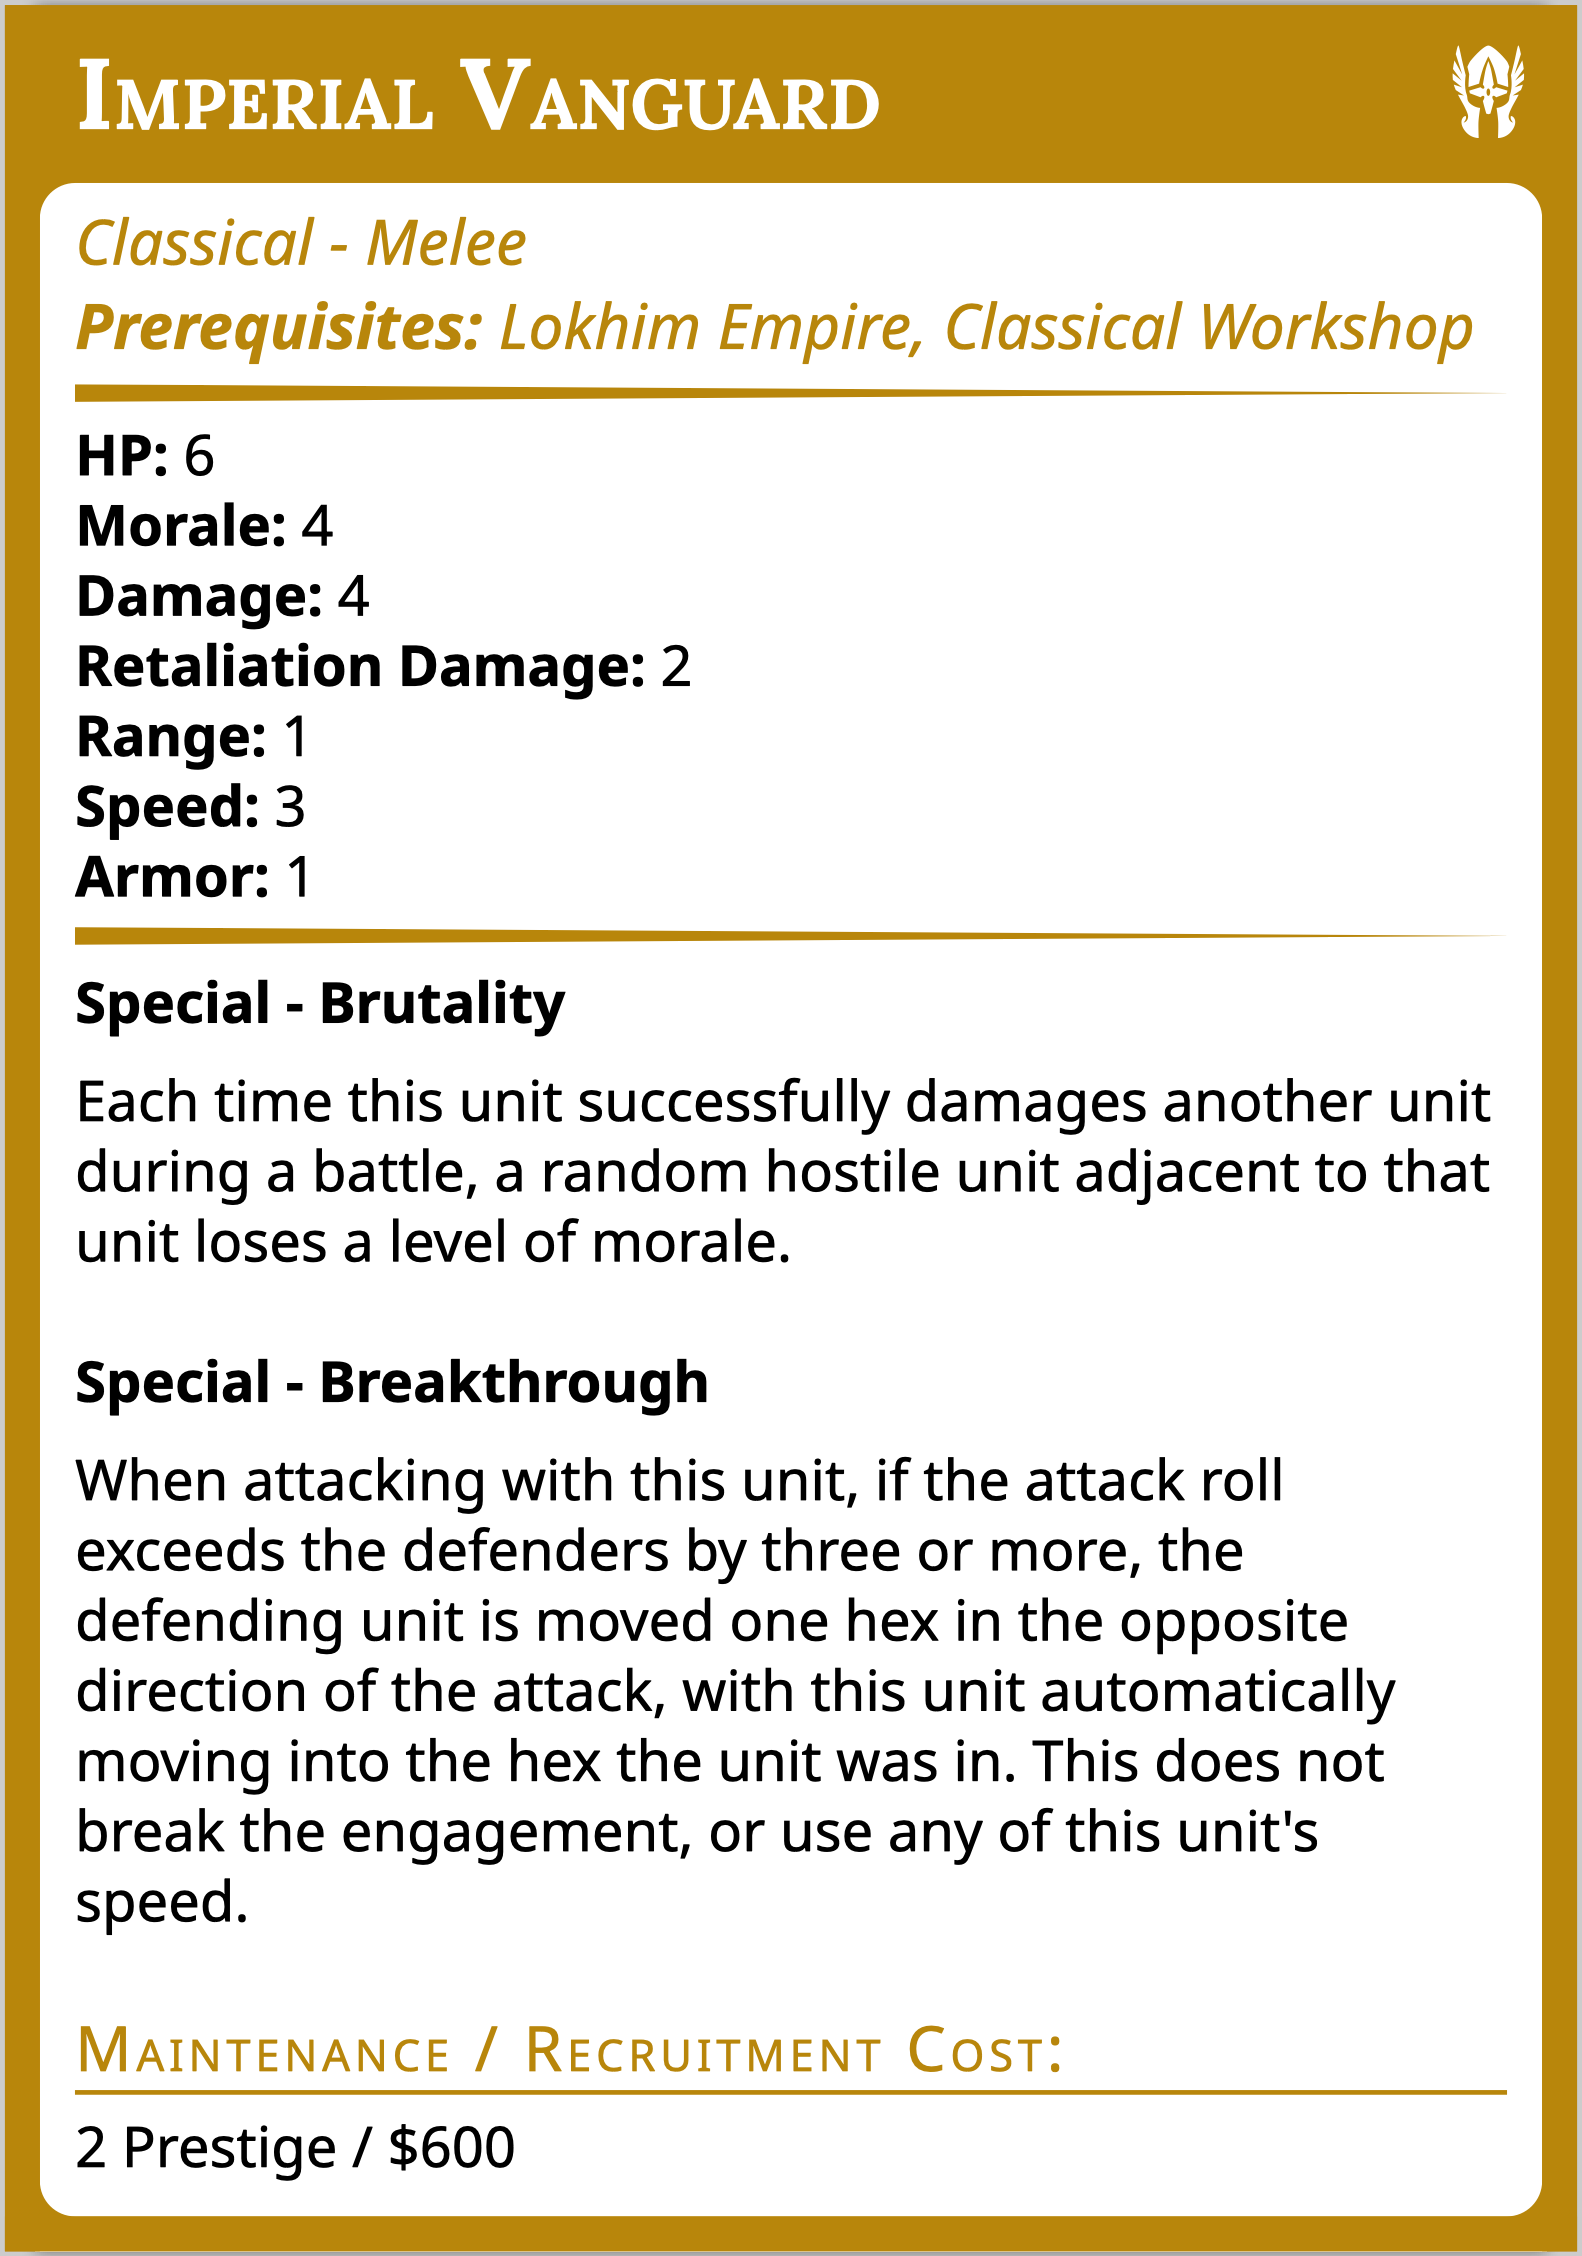 Imperial Vanguard
Classical - Melee
Prerequisites: Lokhim Empire, Classical Workshop
HP: 6
Morale: 4
Damage: 4
Retaliation Damage: 2
Range: 1
Speed: 3
Armor: 1
Special - Brutality
Each time this unit successfully damages another unit
during a battle, a random hostile unit adjacent to that
unit loses a level of morale.
Special - Breakthrough
When attacking with this unit, if the attack roll
exceeds the defenders by three or more, the
defending unit is moved one hex in the opposite
direction of the attack, with this unit automatically
moving into the hex the unit was in. This does not
break the engagement, or use any of this unit's
speed.
Maintenance / Recruitment Cost:
2 Prestige / $600